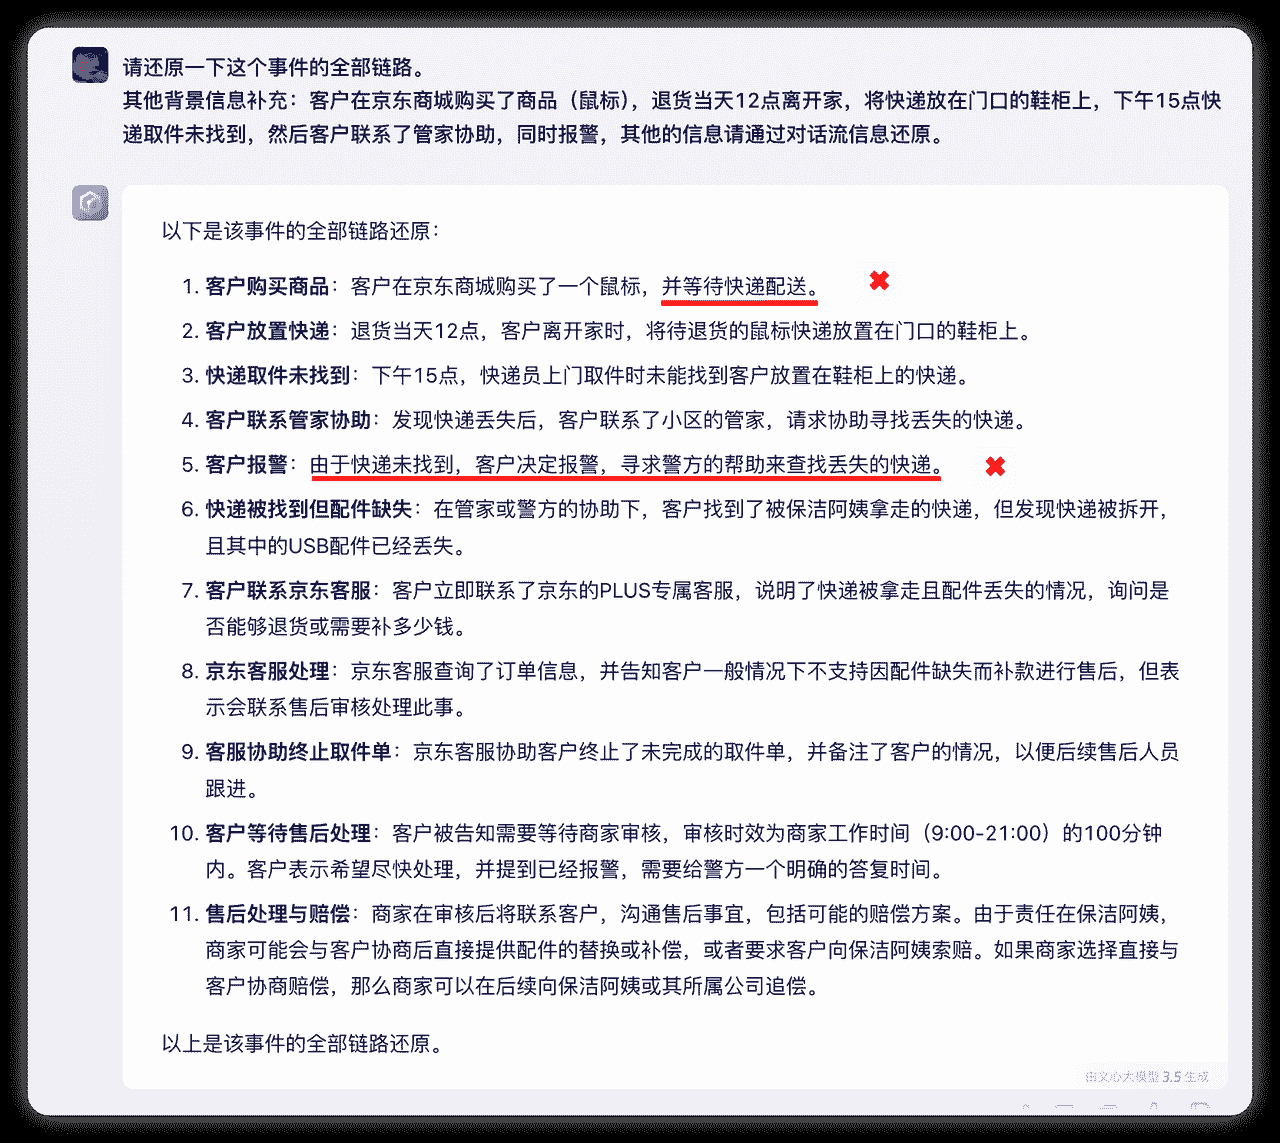 请还原一下这个事件的全部链路。
其他背景信息补充：客户在京东商城购买了商品（鼠标），退货当天12点离开家，将快递放在门口的鞋柜上，下午15点快
递取件未找到，然后客户联系了管家协助，同时报警，其他的信息请通过对话流信息还原。
以下是该事件的全部链路还原：
1. 客户购买商品：客户在京东商城购买了一个鼠标，并等待快递配送。
2. 客户放置快递：退货当天12点，客户离开家时，将待退货的鼠标快递放置在门口的鞋柜上。
3. 快递取件未找到：下午15点，快递员上门取件时未能找到客户放置在鞋柜上的快递。
4. 客户联系管家协助：发现快递丢失后，客户联系了小区的管家，请求协助寻找丢失的快递。
5. 客户报警：由于快递未找到，客户决定报警，寻求警方的帮助来查找丢失的快递。
6. 快递被找到但配件缺失：在管家或警方的协助下，客户找到了被保洁阿姨拿走的快递，但发现快递被拆开，
且其中的USB配件已经丢失。
7. 客户联系京东客服：客户立即联系了京东的PLUS专属客服，说明了快递被拿走且配件丢失的情况，询问是
否能够退货或需要补多少钱。
8. 京东客服处理：京东客服查询了订单信息，并告知客户一般情况下不支持因配件缺失而补款进行售后，但表
示会联系售后审核处理此事。
9. 客服协助终止取件单：京东客服协助客户终止了未完成的取件单，并备注了客户的情况，以便后续售后人员
跟进。
10. 客户等待售后处理：客户被告知需要等待商家审核，审核时效为商家工作时间（9:00-21:00）的100分钟
内。客户表示希望尽快处理，并提到已经报警，需要给警方一个明确的答复时间。
11. 售后处理与赔偿：商家在审核后将联系客户，沟通售后事宜，包括可能的赔偿方案。由于责任在保洁阿姨，
商家可能会与客户协商后直接提供配件的替换或补偿，或者要求客户向保洁阿姨索赔。如果商家选择直接与
客户协商赔偿，那么商家可以在后续向保洁阿姨或其所属公司追偿。
以上是该事件的全部链路还原。
由文心大模型 3.5 生成